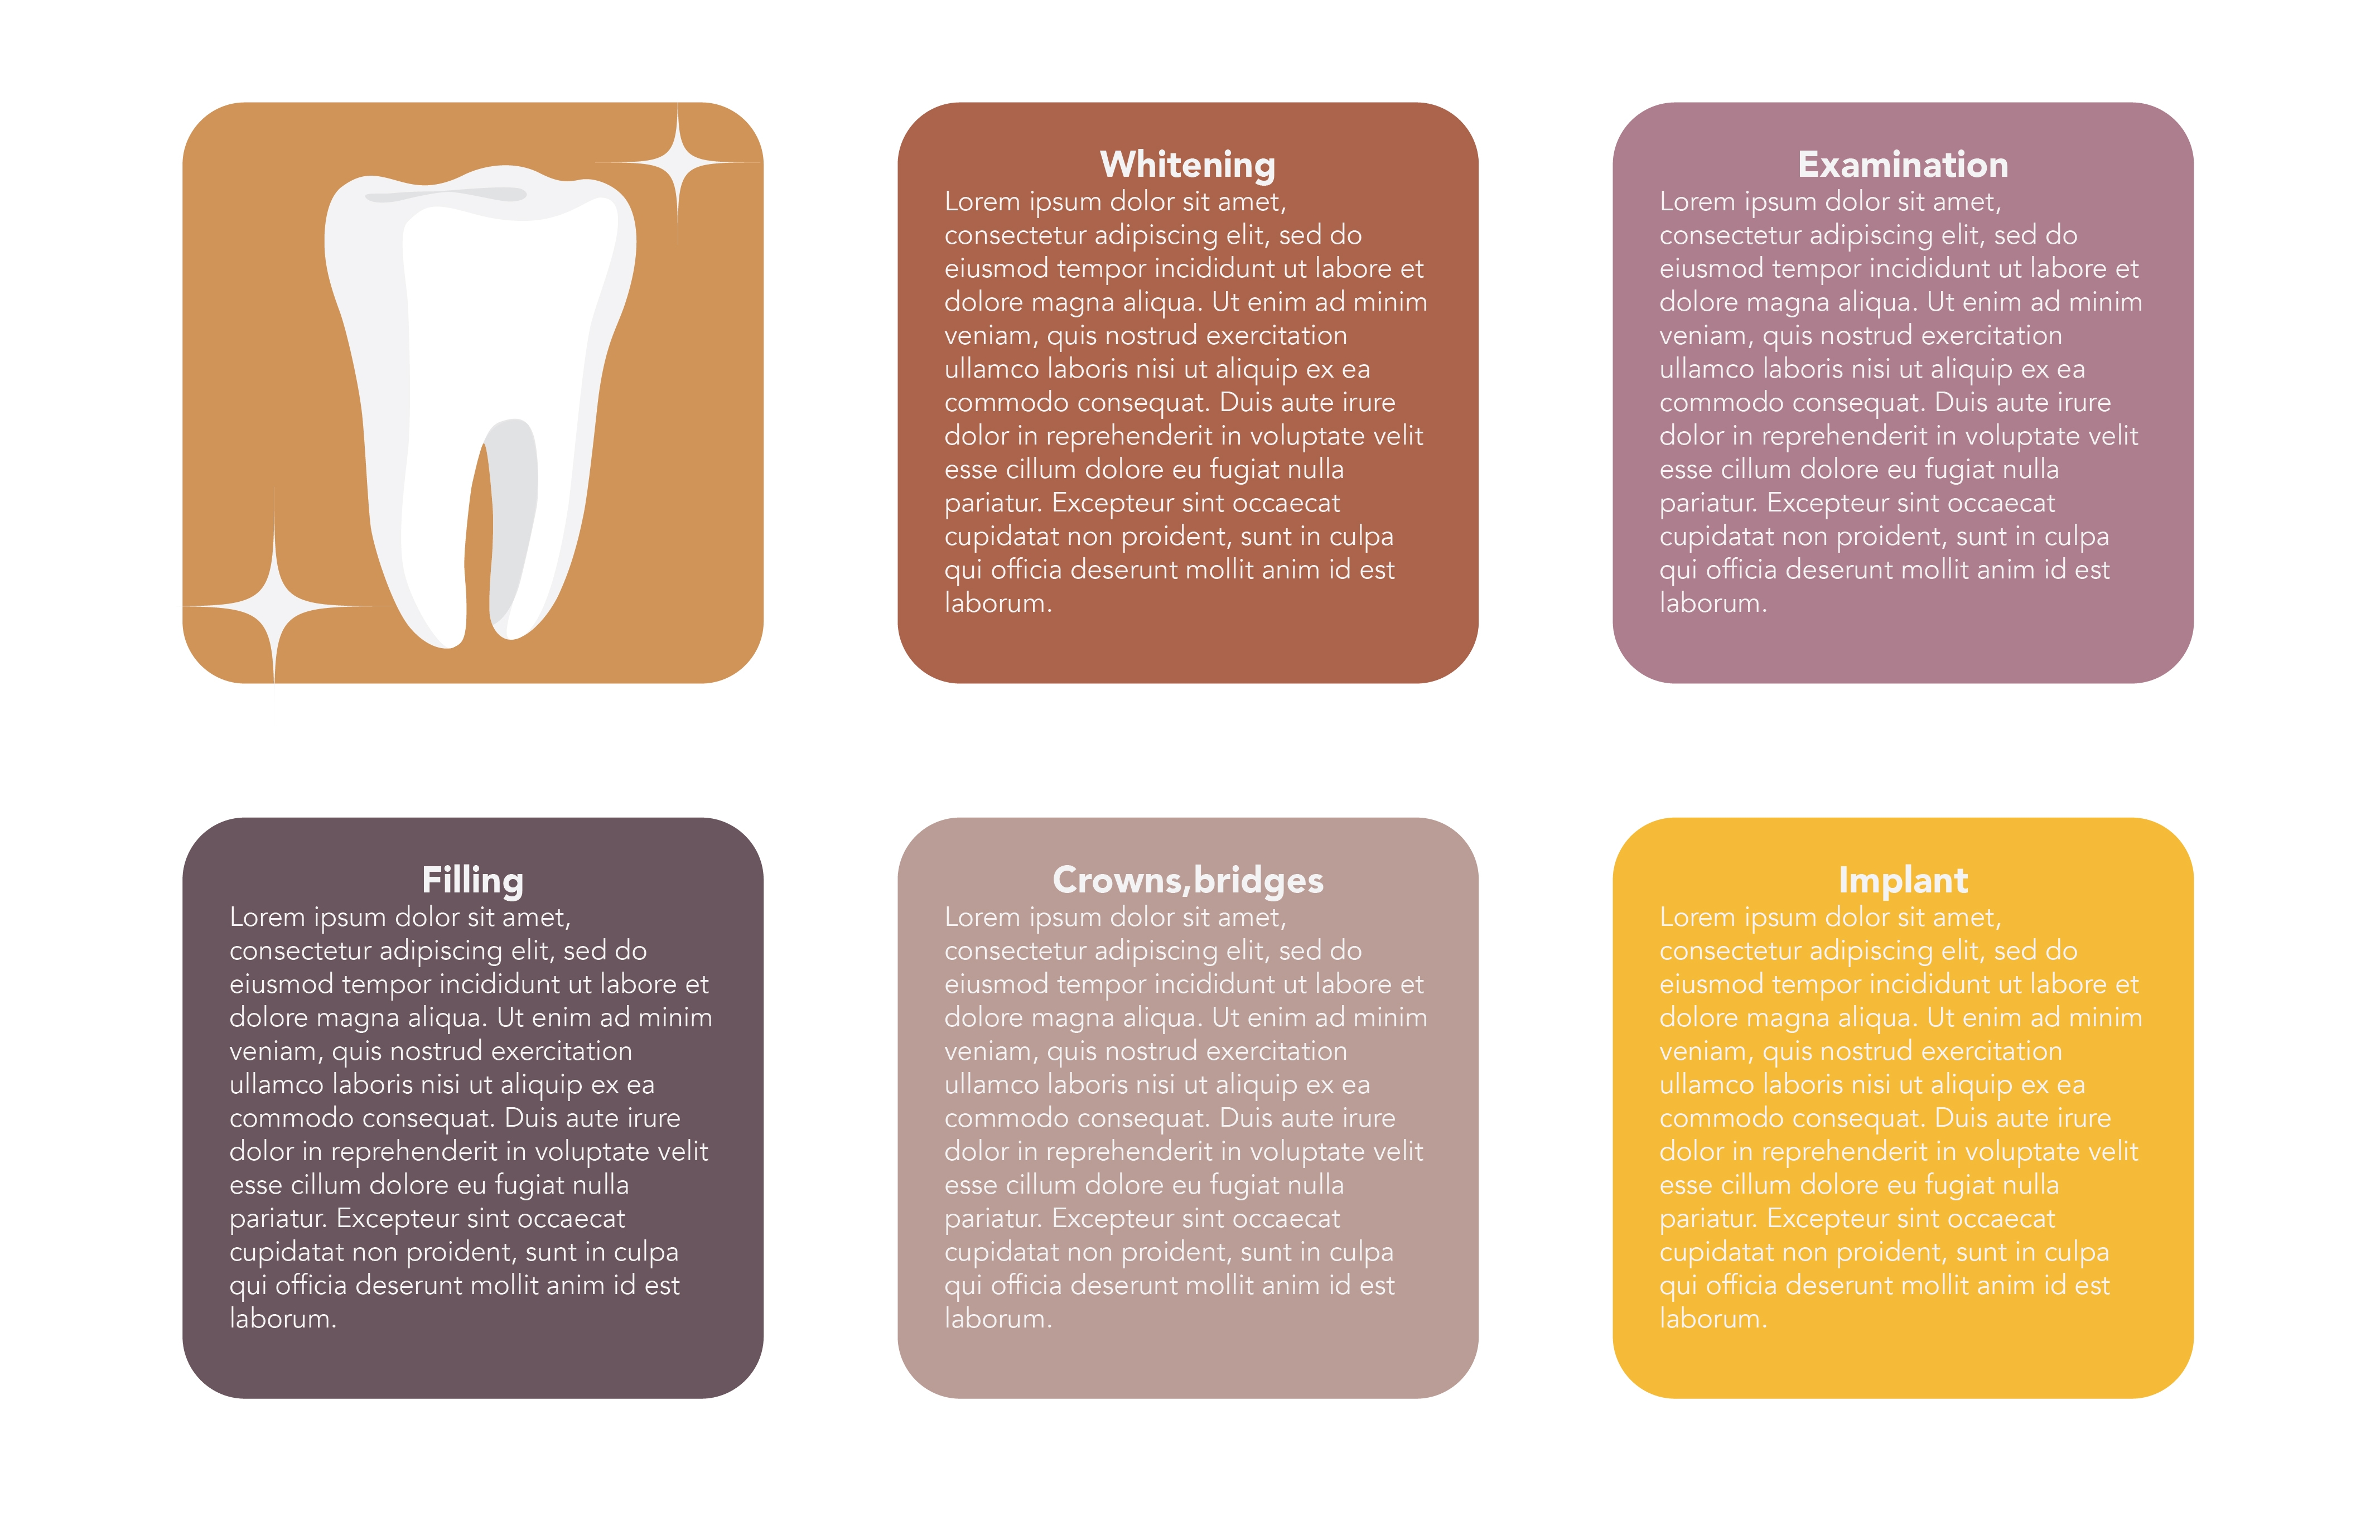 Whitening
Lorem ipsum dolor sit amet,
consectetur adipiscing elit, sed do
eiusmod tempor incididunt ut labore et
dolore magna aliqua. Ut enim ad minim
veniam, quis nostrud exercitation
ullamco laboris nisi ut aliquip ex ea
commodo consequat. Duis aute irure
dolor in reprehenderit in voluptate velit
esse cillum dolore eu fugiat nulla
pariatur. Excepteur sint occaecat
cupidatat non proident, sunt in culpa
qui officia deserunt mollit anim id est
laborum.
Examination
Lorem ipsum dolor sit amet,
consectetur adipiscing elit, sed do
eiusmod tempor incididunt ut labore et
dolore magna aliqua. Ut enim ad minim
veniam, quis nostrud exercitation
ullamco laboris nisi ut aliquip ex ea
commodo consequat. Duis aute irure
dolor in reprehenderit in voluptate velit
esse cillum dolore eu fugiat nulla
pariatur. Excepteur sint occaecat
cupidatat non proident, sunt in culpa
qui officia deserunt mollit anim id est
laborum.
Filling
Lorem ipsum dolor sit amet,
consectetur adipiscing elit, sed do
eiusmod tempor incididunt ut labore et
dolore magna aliqua. Ut enim ad minim
veniam, quis nostrud exercitation
ullamco laboris nisi ut aliquip ex ea
commodo consequat. Duis aute irure
dolor in reprehenderit in voluptate velit
esse cillum dolore eu fugiat nulla
pariatur. Excepteur sint occaecat
cupidatat non proident, sunt in culpa
qui officia deserunt mollit anim id est
laborum.
Crowns,bridges
Lorem ipsum dolor sit amet,
consectetur adipiscing elit, sed do
eiusmod tempor incididunt ut labore et
dolore magna aliqua. Ut enim ad minim
veniam, quis nostrud exercitation
ullamco laboris nisi ut aliquip ex ea
commodo consequat. Duis aute irure
dolor in reprehenderit in voluptate velit
esse cillum dolore eu fugiat nulla
pariatur. Excepteur sint occaecat
cupidatat non proident, sunt in culpa
qui officia deserunt mollit anim id est
laborum.
Implant
Lorem ipsum dolor sit amet,
consectetur adipiscing elit, sed do
eiusmod tempor incididunt ut labore et
dolore magna aliqua. Ut enim ad minim
veniam, quis nostrud exercitation
ullamco laboris nisi ut aliquip ex ea
commodo consequat. Duis aute irure
dolor in reprehenderit in voluptate velit
esse cillum dolore eu fugiat nulla
pariatur. Excepteur sint occaecat
cupidatat non proident, sunt in culpa
qui officia deserunt mollit anim id est
laborum.